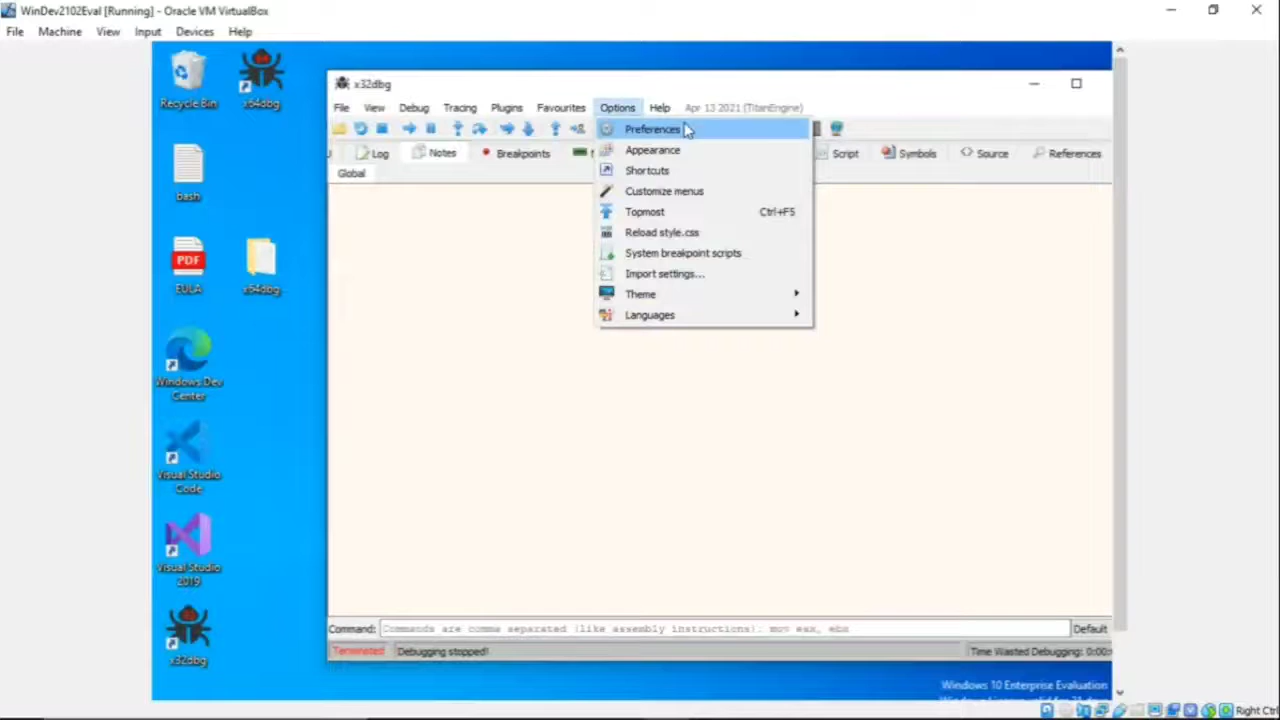 WinDev2102Eval [Running] - Oracle VM VirtualBox
File Machine View Input Devices Help
Recycle Bin
x64dbg
bash
PDF
EULA
x64dbg
Windows Dev
Center
Visual Studio
Code
Visual Studio
2019
x32dbg
x32dbg
File View Debug Tracing Plugins Favourites Options Help Apr 13 2021 (TitanEngine)
Log Notes Breakpoints Script Symbols Source References
Global
Preferences
Appearance
Shortcuts
Customize menus
Topmost Ctrl+F5
Reload style.css
System breakpoint scripts
Import settings...
Theme
Languages
Command: Commands are comma separated (like assembly instructions): mov eax, ebx Default
Terminated Debugging stopped! Time Wasted Debugging: 0:00:
Windows 10 Enterprise Evaluation
Right Ctrl